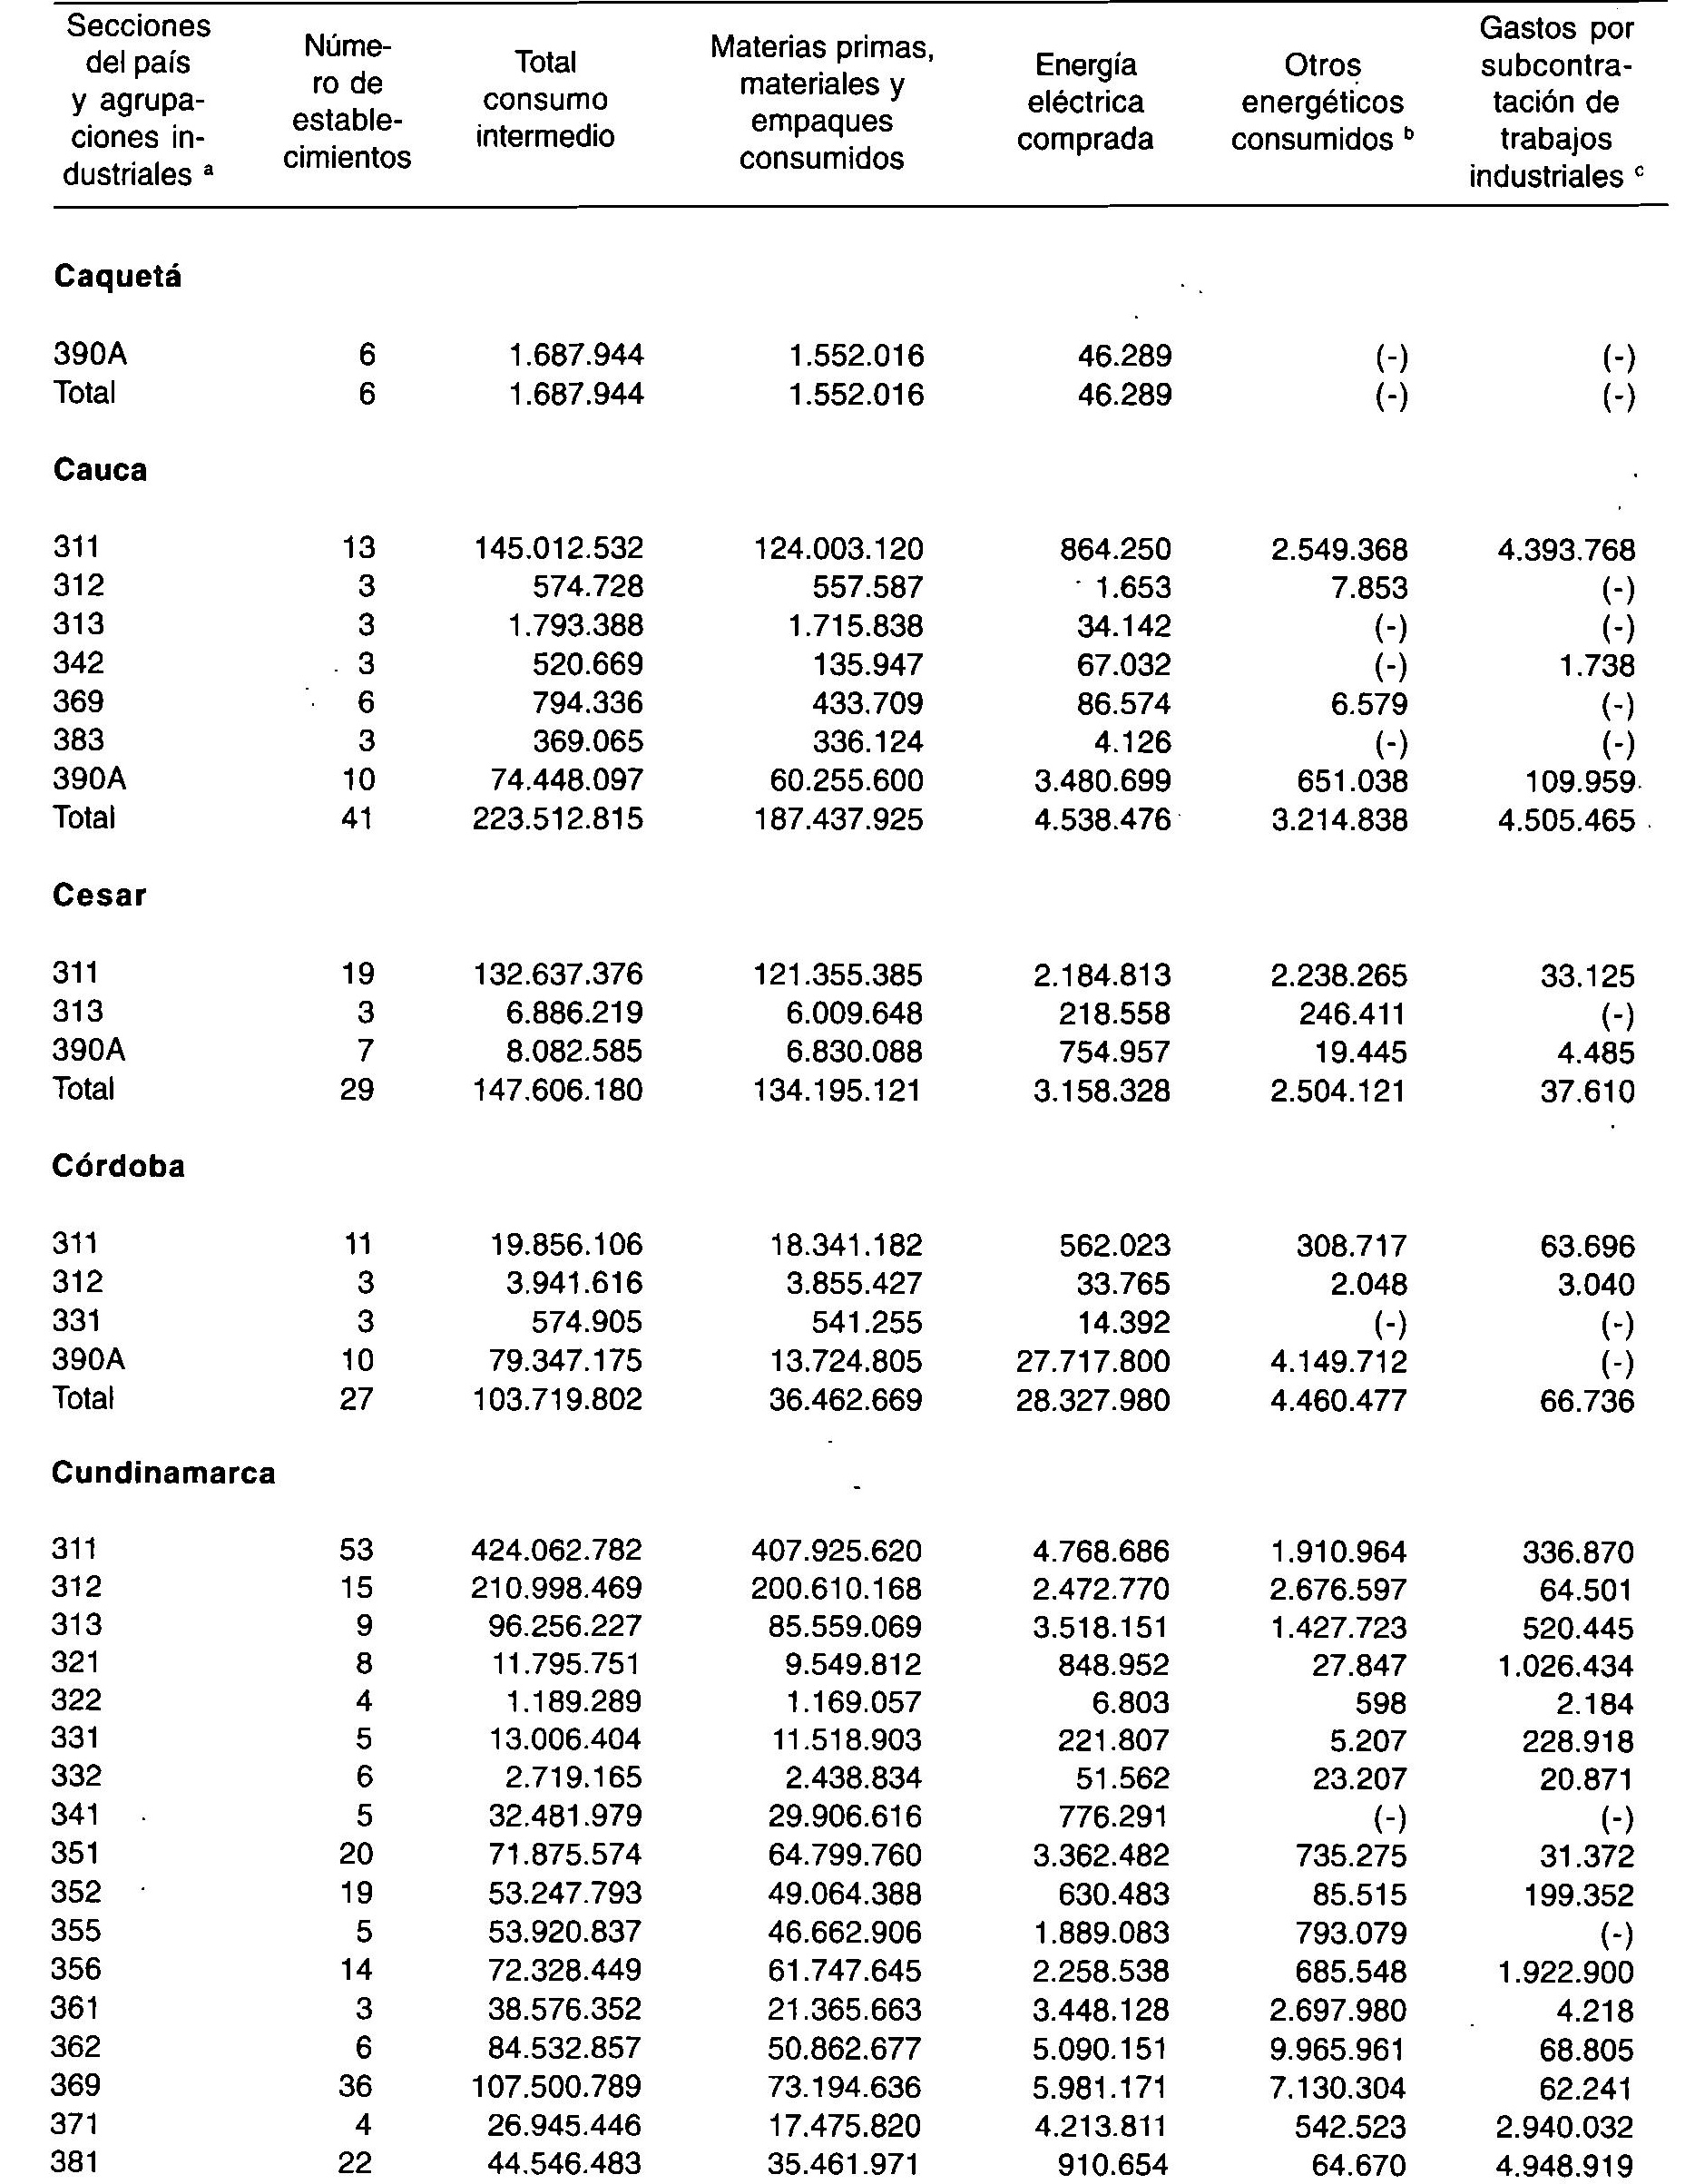 Secciones del país y agrupa- ciones in- dustriales a Núme- ro de estable- cimientos Total consumo intermedio Materias primas, materiales y empaques consumidos Energía eléctrica comprada Otros energéticos consumidos b Gastos por subcontra- tación de trabajos industriales c
Caquetá
390A 6 1.687.944 1.552.016 46.289 (-) (-)
Total 6 1.687.944 1.552.016 46.289 (-) (-)
Cauca
311 13 145.012.532 124.003.120 864.250 2.549.368 4.393.768
312 3 574.728 557.587 1.653 7.853 (-)
313 3 1.793.388 1.715.838 34.142 (-) (-)
342 3 520.669 135.947 67.032 (-) 1.738
369 6 794.336 433.709 86.574 6.579 (-)
383 3 369.065 336.124 4.126 (-) (-)
390A 10 74.448.097 60.255.600 3.480.699 651.038 109.959
Total 41 223.512.815 187.437.925 4.538.476 3.214.838 4.505.465
Cesar
311 19 132.637.376 121.355.385 2.184.813 2.238.265 33.125
313 3 6.886.219 6.009.648 218.558 246.411 (-)
390A 7 8.082.585 6.830.088 754.957 19.445 4.485
Total 29 147.606.180 134.195.121 3.158.328 2.504.121 37.610
Córdoba
311 11 19.856.106 18.341.182 562.023 308.717 63.696
312 3 3.941.616 3.855.427 33.765 2.048 3.040
331 3 574.905 541.255 14.392 (-) (-)
390A 10 79.347.175 13.724.805 27.717.800 4.149.712 (-)
Total 27 103.719.802 36.462.669 28.327.980 4.460.477 66.736
Cundinamarca
311 53 424.062.782 407.925.620 4.768.686 1.910.964 336.870
312 15 210.998.469 200.610.168 2.472.770 2.676.597 64.501
313 9 96.256.227 85.559.069 3.518.151 1.427.723 520.445
321 8 11.795.751 9.549.812 848.952 27.847 1.026.434
322 4 1.189.289 1.169.057 6.803 598 2.184
331 5 13.006.404 11.518.903 221.807 5.207 228.918
332 6 2.719.165 2.438.834 51.562 23.207 20.871
341 5 32.481.979 29.906.616 776.291 (-) (-)
351 20 71.875.574 64.799.760 3.362.482 735.275 31.372
352 19 53.247.793 49.064.388 630.483 85.515 199.352
355 5 53.920.837 46.662.906 1.889.083 793.079 (-)
356 14 72.328.449 61.747.645 2.258.538 685.548 1.922.900
361 3 38.576.352 21.365.663 3.448.128 2.697.980 4.218
362 6 84.532.857 50.862.677 5.090.151 9.965.961 68.805
369 36 107.500.789 73.194.636 5.981.171 7.130.304 62.241
371 4 26.945.446 17.475.820 4.213.811 542.523 2.940.032
381 22 44.546.483 35.461.971 910.654 64.670 4.948.919